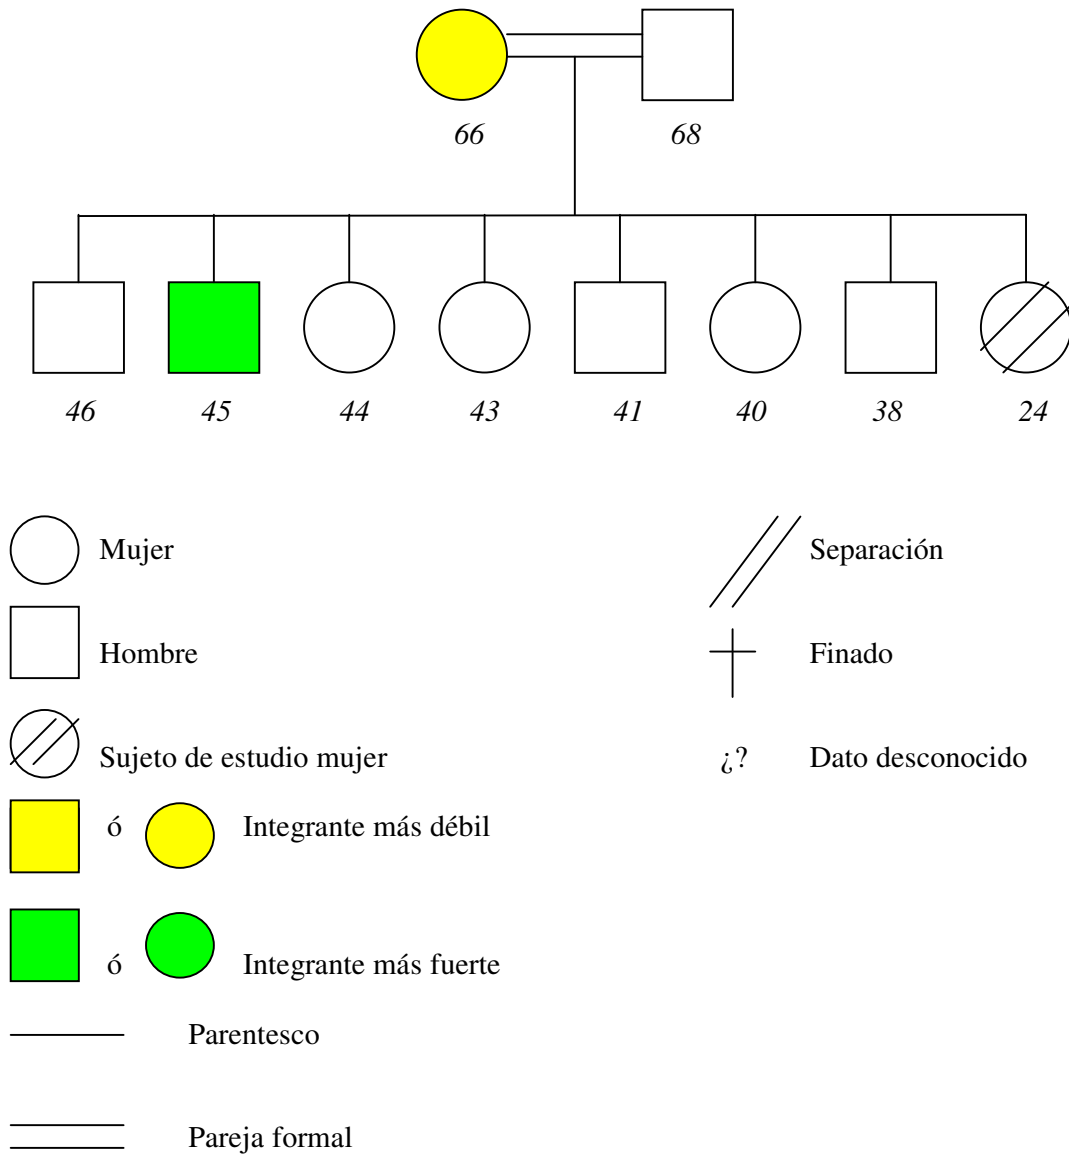 66 68
46 45 44 43 41 40 38 24
Mujer
Separación
Hombre
Finado
Sujeto de estudio mujer
¿? Dato desconocido
ó Integrante más débil
ó Integrante más fuerte
Parentesco
Pareja formal